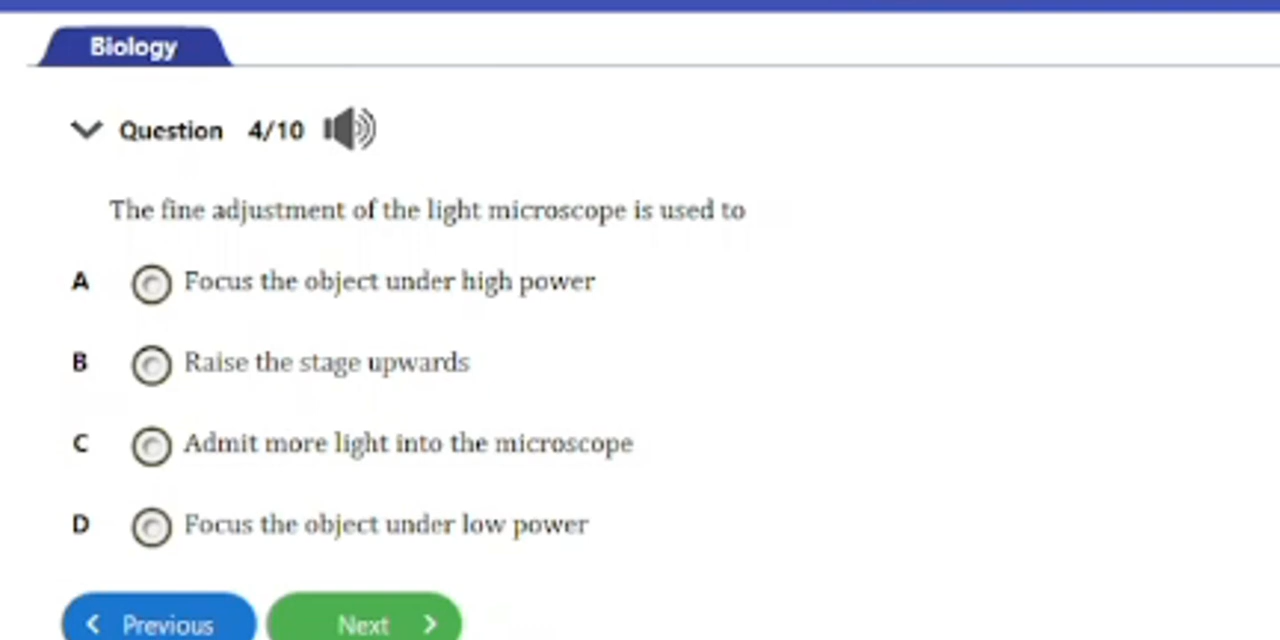 Biology
Question 4/10
The fine adjustment of the light microscope is used to
A Focus the object under high power
B Raise the stage upwards
C Admit more light into the microscope
D Focus the object under low power
< Previous Next >